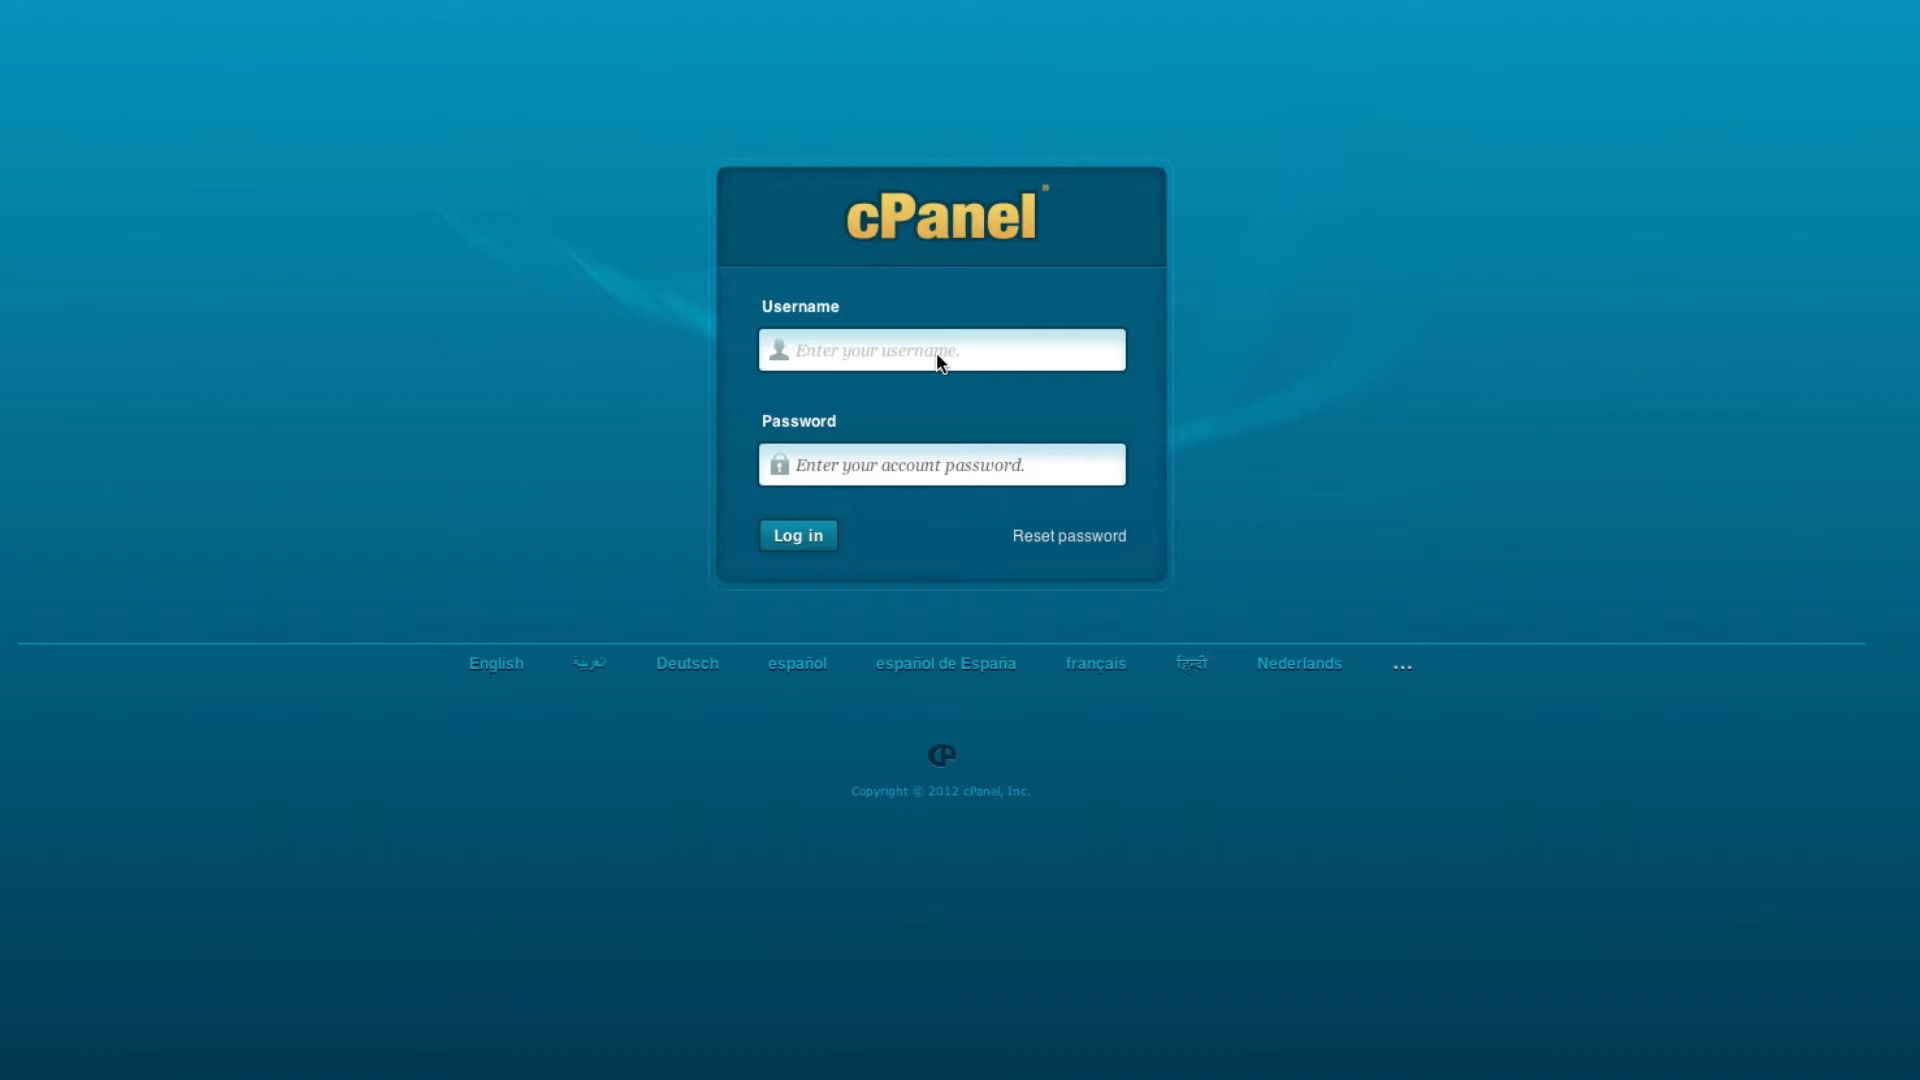 cPanel®
Username
Enter your username.
Password
Enter your account password.
Log in
Reset password
English العربية Deutsch español español de España français हिन्दी Nederlands ...
cP
Copyright © 2012 cPanel, Inc.